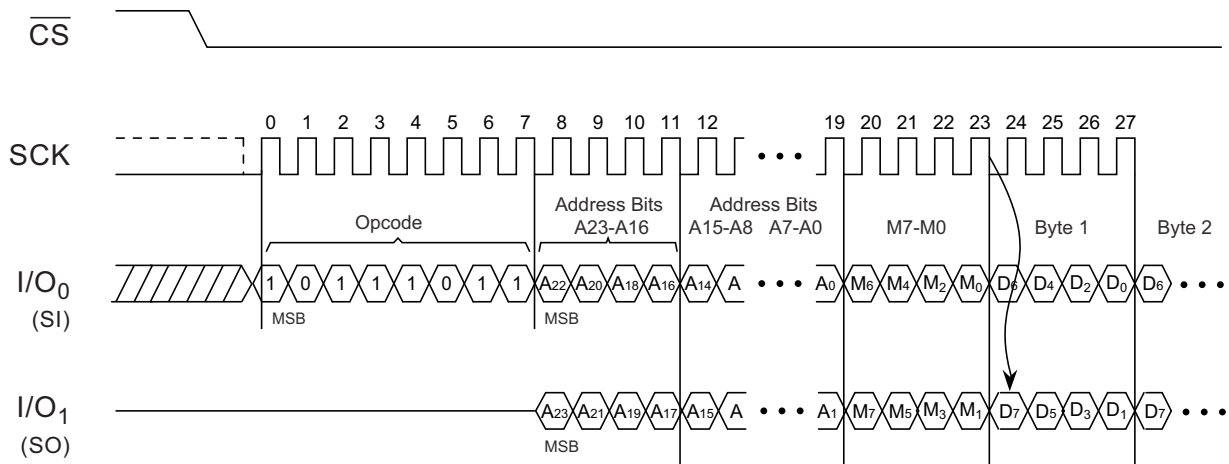 CS
0 1 2 3 4 5 6 7 8 9 10 11 12 19 20 21 22 23 24 25 26 27
SCK
• • •
Opcode
Address Bits
A23-A16
Address Bits
A15-A8 A7-A0
M7-M0
Byte 1
Byte 2
I/O0
(SI)
1 0 1 1 1 0 1 1 A22 A20 A18 A16 A14 A • • • A0 M6 M4 M2 M0 D6 D4 D2 D0 D6 • • •
MSB MSB
I/O1
(SO)
A23 A21 A19 A17 A15 A • • • A1 M7 M5 M3 M1 D7 D5 D3 D1 D7 • • •
MSB